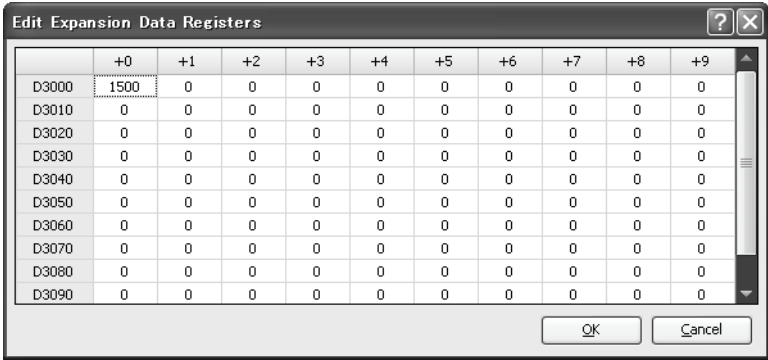 Edit Expansion Data Registers ? X
+0 +1 +2 +3 +4 +5 +6 +7 +8 +9
D3000 1500 0 0 0 0 0 0 0 0 0
D3010 0 0 0 0 0 0 0 0 0 0
D3020 0 0 0 0 0 0 0 0 0 0
D3030 0 0 0 0 0 0 0 0 0 0
D3040 0 0 0 0 0 0 0 0 0 0
D3050 0 0 0 0 0 0 0 0 0 0
D3060 0 0 0 0 0 0 0 0 0 0
D3070 0 0 0 0 0 0 0 0 0 0
D3080 0 0 0 0 0 0 0 0 0 0
D3090 0 0 0 0 0 0 0 0 0 0
OK Cancel